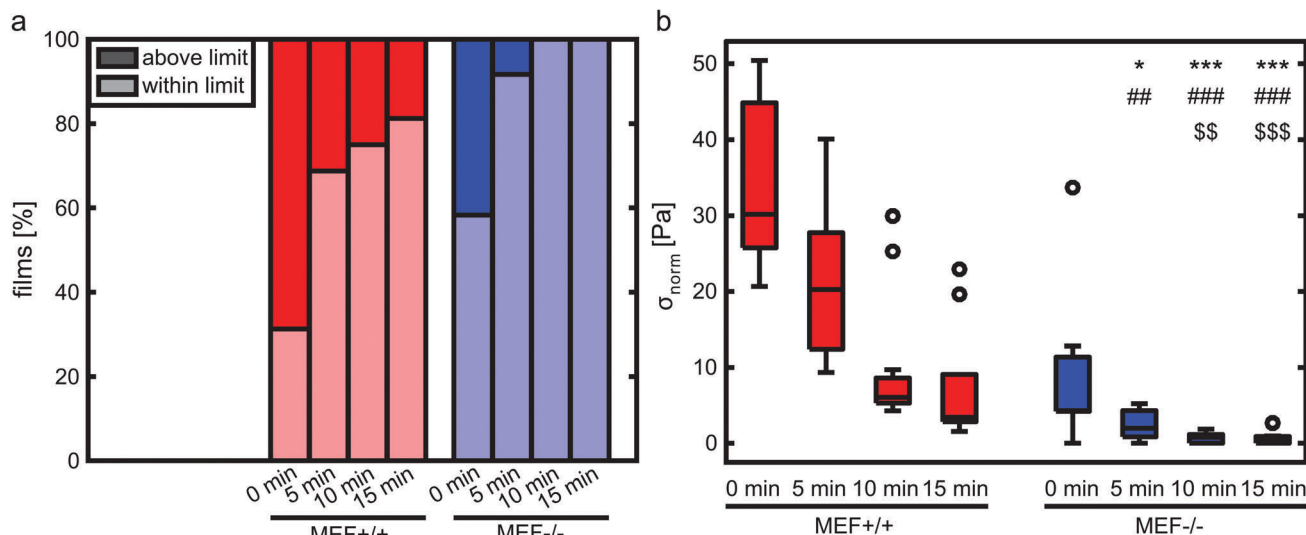 a
100
80
60
40
20
0
films [%]
above limit
within limit
0 min
5 min
10 min
15 min
0 min
5 min
10 min
15 min
MEF+/+
MEF-/-
b
50
40
30
20
10
0
σnorm [Pa]
* *** ***
## ### ###
$$ $$$
0 min 5 min 10 min 15 min 0 min 5 min 10 min 15 min
MEF+/+ MEF-/-